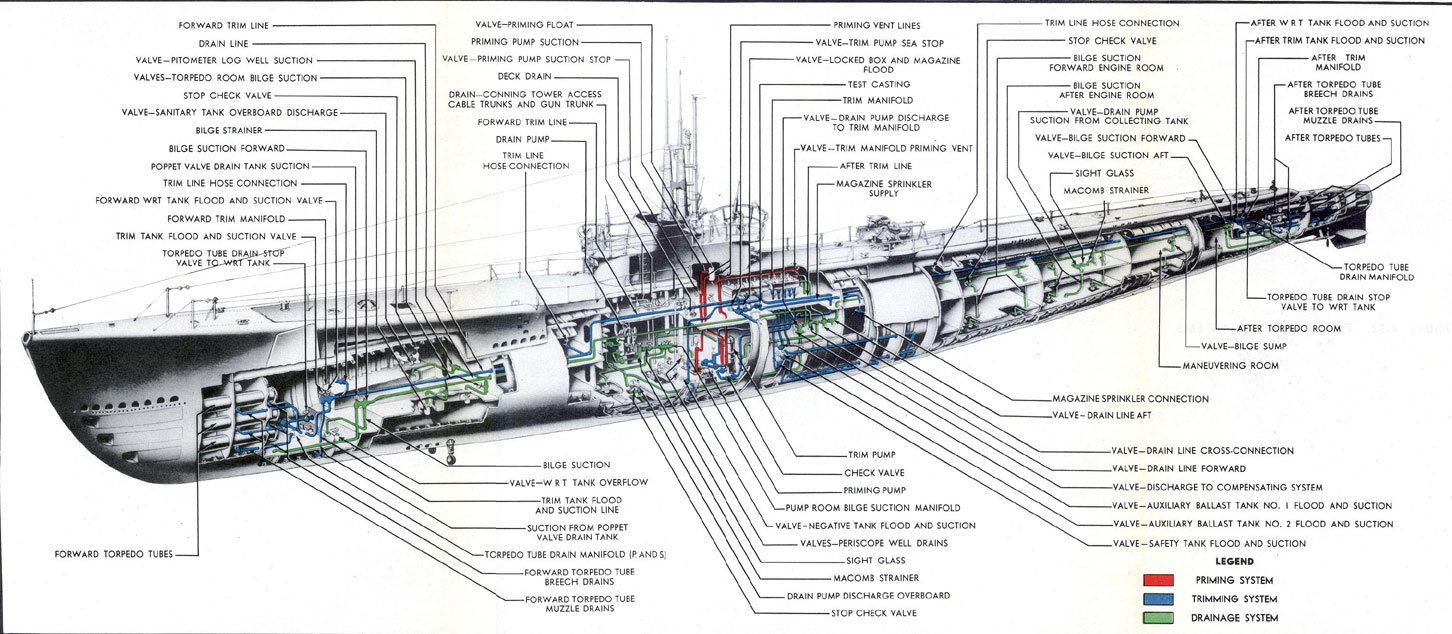 FORWARD TRIM LINE
DRAIN LINE
VALVE—PITOMETER LOG WELL SUCTION
VALVES—TORPEDO ROOM BILGE SUCTION
STOP CHECK VALVE
VALVE—SANITARY TANK OVERBOARD DISCHARGE
BILGE STRAINER
BILGE SUCTION FORWARD
POPPET VALVE DRAIN TANK SUCTION
TRIM LINE HOSE CONNECTION
FORWARD WRT TANK FLOOD AND SUCTION VALVE
FORWARD TRIM MANIFOLD
TRIM TANK FLOOD AND SUCTION VALVE
TORPEDO TUBE DRAIN STOP
VALVE TO WRT TANK
VALVE—PRIMING FLOAT
PRIMING PUMP SUCTION
VALVE—PRIMING PUMP SUCTION STOP
DECK DRAIN
DRAIN—CONNING TOWER ACCESS
CABLE TRUNKS AND GUN TRUNK
FORWARD TRIM LINE
DRAIN PUMP
TRIM LINE
HOSE CONNECTION
PRIMING VENT LINES
VALVE—TRIM PUMP SEA STOP
VALVE—LOCKED BOX AND MAGAZINE
FLOOD
TEST CASTING
TRIM MANIFOLD
VALVE—DRAIN PUMP DISCHARGE
TO TRIM MANIFOLD
VALVE—TRIM MANIFOLD PRIMING VENT
AFTER TRIM LINE
MAGAZINE SPRINKLER
SUPPLY
TRIM LINE HOSE CONNECTION
STOP CHECK VALVE
BILGE SUCTION
FORWARD ENGINE ROOM
BILGE SUCTION
AFTER ENGINE ROOM
VALVE—DRAIN PUMP
SUCTION FROM COLLECTING TANK
VALVE—BILGE SUCTION FORWARD
VALVE—BILGE SUCTION AFT
SIGHT GLASS
MACOMB STRAINER
AFTER W R T TANK FLOOD AND SUCTION
AFTER TRIM TANK FLOOD AND SUCTION
AFTER TRIM
MANIFOLD
AFTER TORPEDO TUBE
BREECH DRAINS
AFTER TORPEDO TUBE
MUZZLE DRAINS
AFTER TORPEDO TUBES
TORPEDO TUBE
DRAIN MANIFOLD
TORPEDO TUBE DRAIN STOP
VALVE TO WRT TANK
AFTER TORPEDO ROOM
VALVE—BILGE SUMP
MANEUVERING ROOM
FORWARD TORPEDO TUBES
BILGE SUCTION
VALVE—W R T TANK OVERFLOW
TRIM TANK FLOOD
AND SUCTION LINE
SUCTION FROM POPPET
VALVE DRAIN TANK
TORPEDO TUBE DRAIN MANIFOLD (P. AND S)
FORWARD TORPEDO TUBE
BREECH DRAINS
FORWARD TORPEDO TUBE
MUZZLE DRAINS
TRIM PUMP
CHECK VALVE
PRIMING PUMP
PUMP ROOM BILGE SUCTION MANIFOLD
VALVE—NEGATIVE TANK FLOOD AND SUCTION
VALVES—PERISCOPE WELL DRAINS
SIGHT GLASS
MACOMB STRAINER
DRAIN PUMP DISCHARGE OVERBOARD
STOP CHECK VALVE
MAGAZINE SPRINKLER CONNECTION
VALVE—DRAIN LINE AFT
VALVE—DRAIN LINE CROSS-CONNECTION
VALVE—DRAIN LINE FORWARD
VALVE—DISCHARGE TO COMPENSATING SYSTEM
VALVE—AUXILIARY BALLAST TANK NO. 1 FLOOD AND SUCTION
VALVE—AUXILIARY BALLAST TANK NO. 2 FLOOD AND SUCTION
VALVE—SAFETY TANK FLOOD AND SUCTION
LEGEND
PRIMING SYSTEM
TRIMMING SYSTEM
DRAINAGE SYSTEM